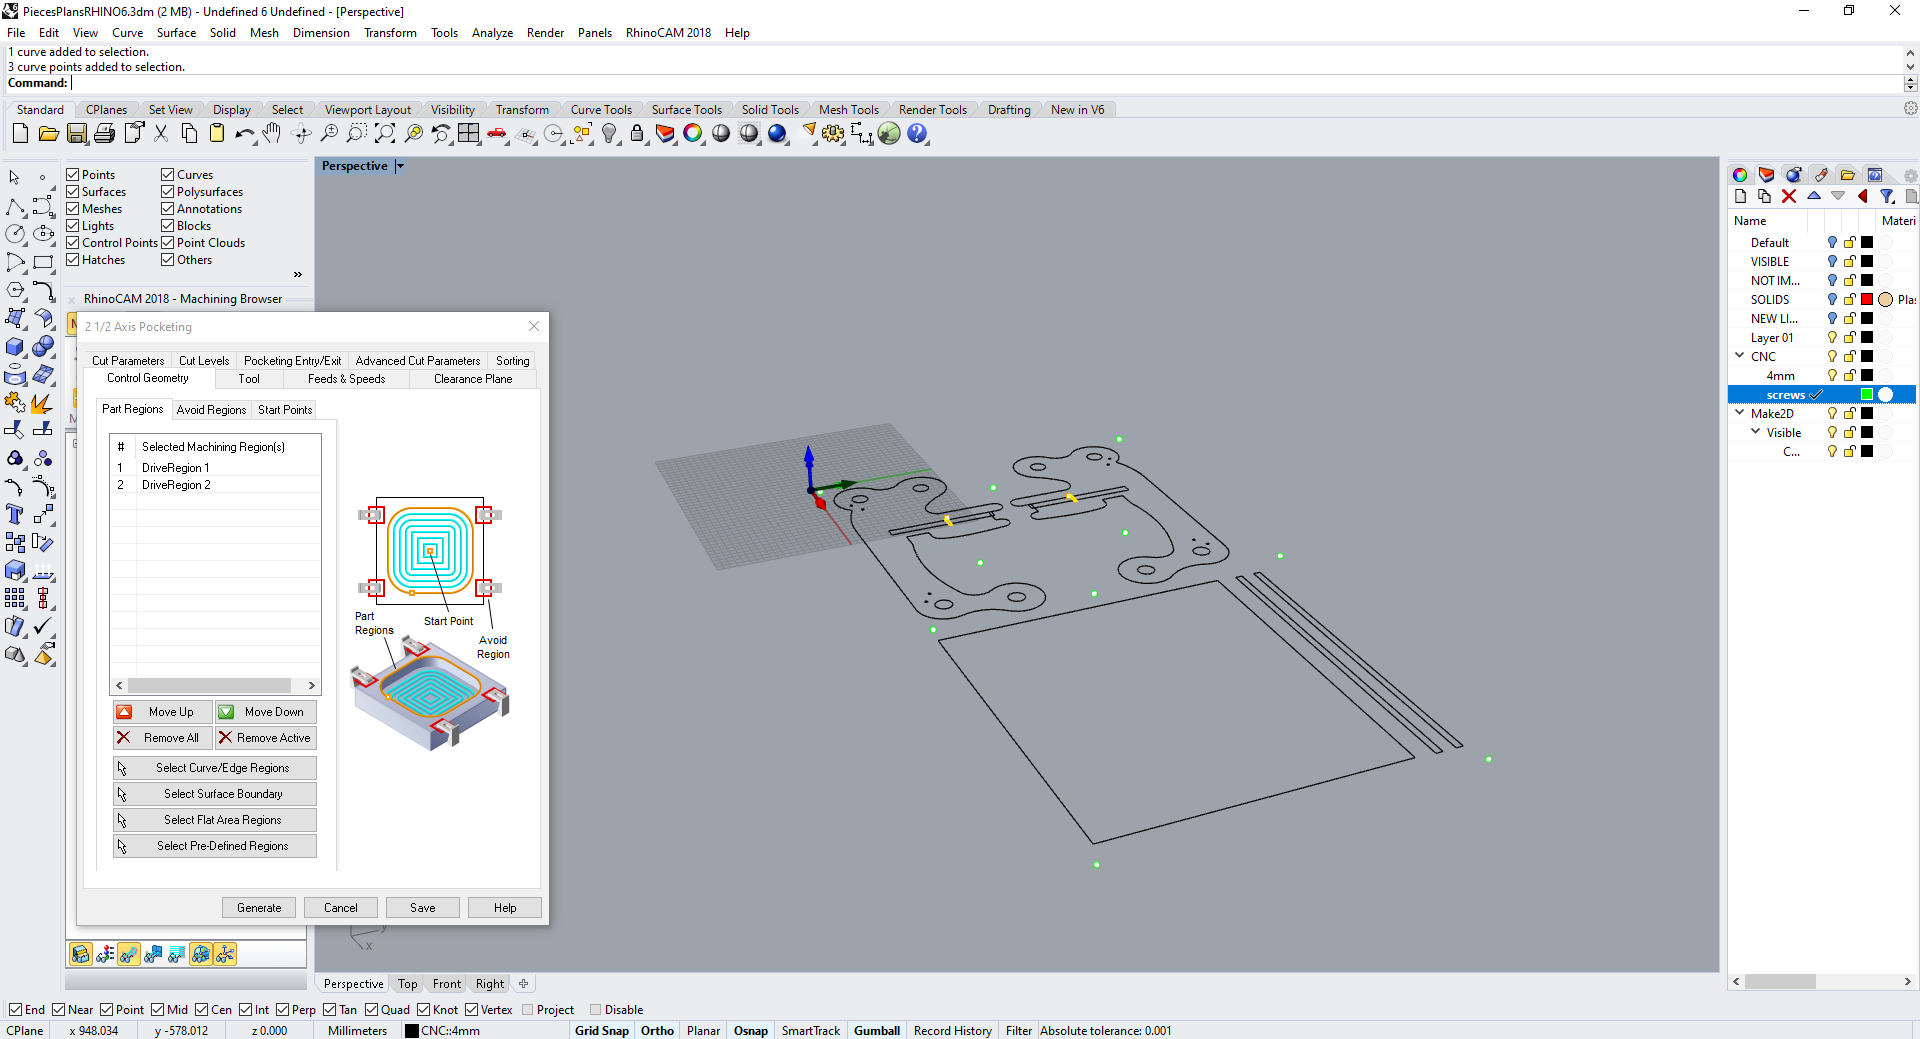 PiecesPlansRHINO6.3dm (2 MB) - Undefined 6 Undefined - [Perspective]
File Edit View Curve Surface Solid Mesh Dimension Transform Tools Analyze Render Panels RhinoCAM 2018 Help
1 curve added to selection.
3 curve points added to selection.
Command:
Standard CPlanes Set View Display Select Viewport Layout Visibility Transform Curve Tools Surface Tools Solid Tools Mesh Tools Render Tools Drafting New in V6
Points Curves
Surfaces Polysurfaces
Meshes Annotations
Lights Blocks
Control Points Point Clouds
Hatches Others
»
RhinoCAM 2018 - Machining Browser
2 1/2 Axis Pocketing
Cut Parameters Cut Levels Pocketing Entry/Exit Advanced Cut Parameters Sorting
Control Geometry Tool Feeds & Speeds Clearance Plane
Part Regions Avoid Regions Start Points
# Selected Machining Region(s)
1 DriveRegion 1
2 DriveRegion 2
Part Regions
Start Point
Avoid Region
Move Up Move Down
Remove All Remove Active
Select Curve/Edge Regions
Select Surface Boundary
Select Flat Area Regions
Select Pre-Defined Regions
Generate Cancel Save Help
Perspective
y
x
Name Materi
Default
VISIBLE
NOT IM...
SOLIDS Plas
NEW LI...
Layer 01
CNC
4mm
screws
Make2D
Visible
C...
Perspective Top Front Right
End Near Point Mid Cen Int Perp Tan Quad Knot Vertex Project Disable
CPlane x 948.034 y -578.012 z 0.000 Millimeters CNC::4mm Grid Snap Ortho Planar Osnap SmartTrack Gumball Record History Filter Absolute tolerance: 0.001